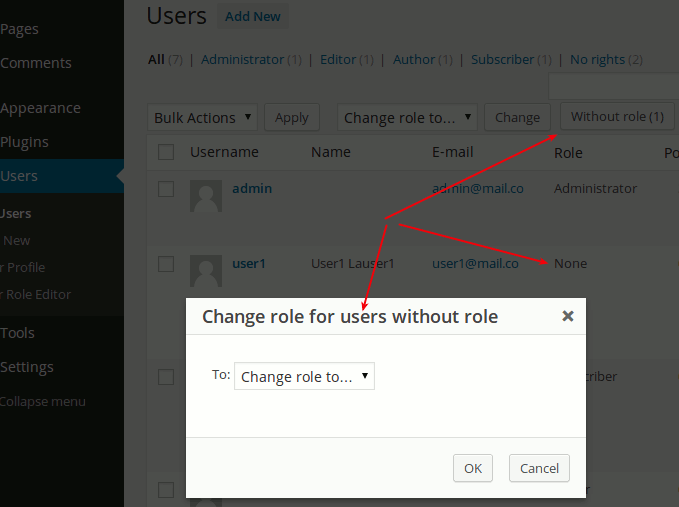 Users Add New
Pages
Comments
Appearance
Plugins
Users
Users
New
r Profile
r Role Editor
Tools
Settings
Collapse menu
All (7) | Administrator (1) | Editor (1) | Author (1) | Subscriber (1) | No rights (2)
Bulk Actions Apply Change role to... Change Without role (1)
Username Name E-mail Role Po
admin admin@mail.co Administrator
user1 User1 Lauser1 user1@mail.co None
Change role for users without role
To: Change role to...
OK Cancel
criber
r